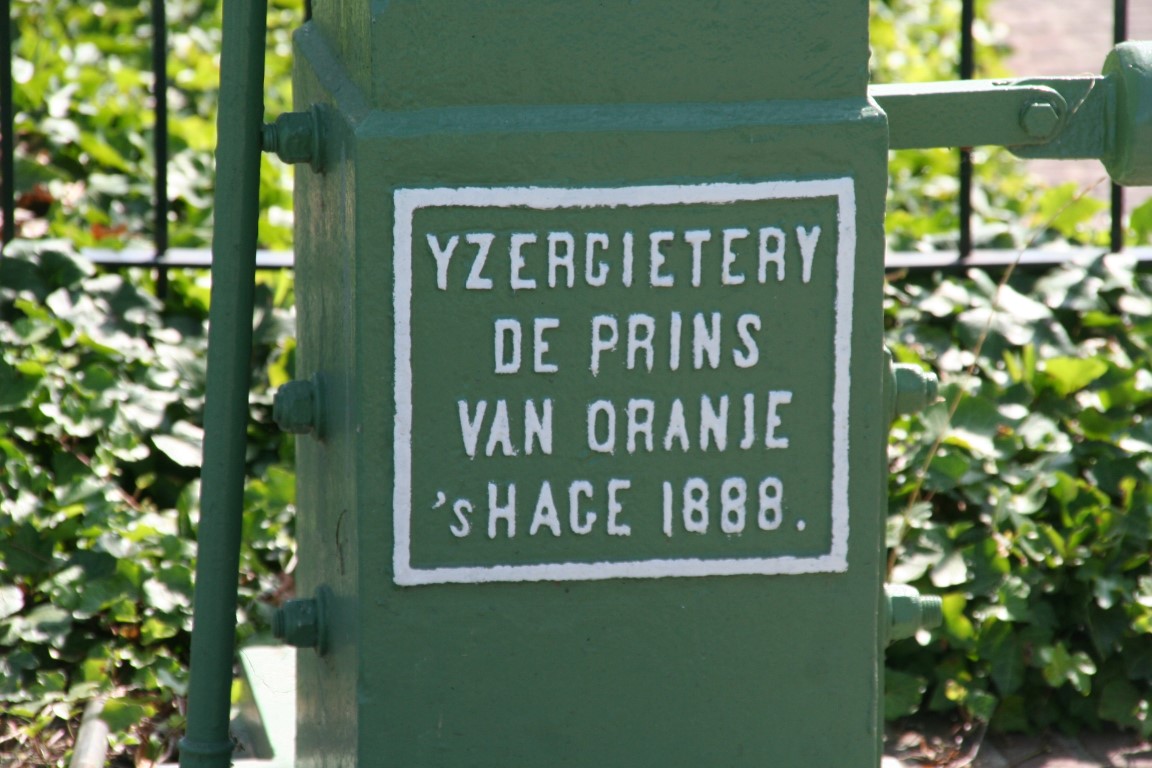 YZERGIETERY
DE PRINS
VAN ORANJE
'sHAGE 1888.